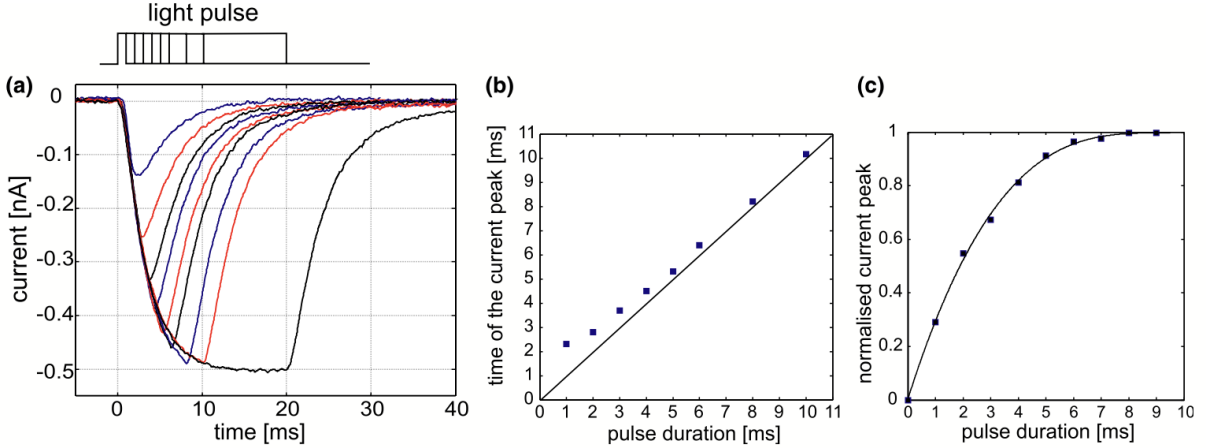 light pulse
(a)
0
-0.1
-0.2
-0.3
-0.4
-0.5
current [nA]
0 10 20 30 40
time [ms]
(b)
11
10
9
8
7
6
5
4
3
2
1
0
time of the current peak [ms]
0 1 2 3 4 5 6 7 8 9 10 11
pulse duration [ms]
(c)
1
0.8
0.6
0.4
0.2
0
normalised current peak
0 1 2 3 4 5 6 7 8 9 10
pulse duration [ms]